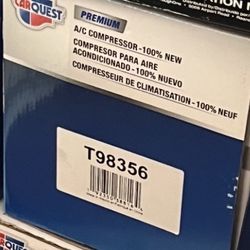 CARQUEST
PREMIUM
A/C COMPRESSOR-100% NEW
COMPRESOR PARA AIRE
ACONDICIONADO-100% NUEVO
COMPRESSEUR DE CLIMATISATION-100% NEUF
T98356